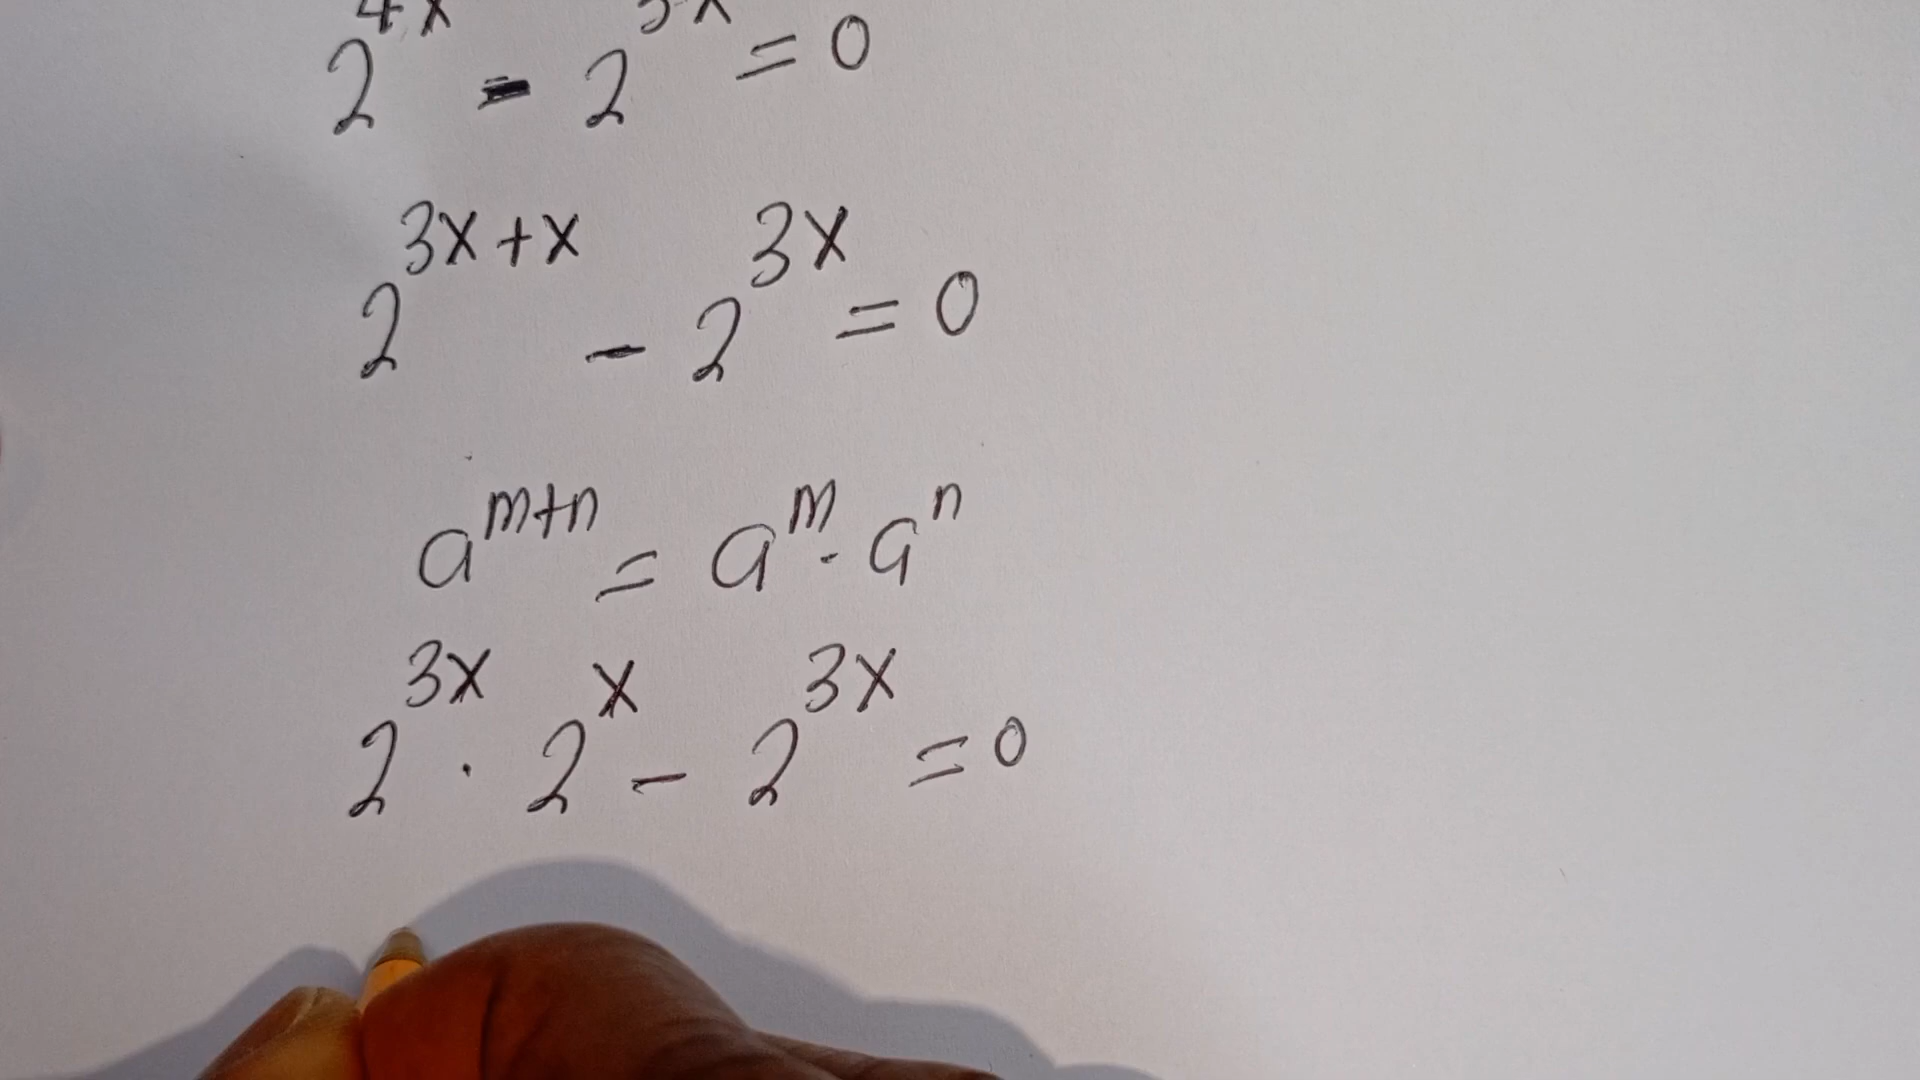 2^{4x} - 2^{3x} = 0
2^{3x+x} - 2^{3x} = 0
a^{m+n} = a^m · a^n
2^{3x} · 2^x - 2^{3x} = 0